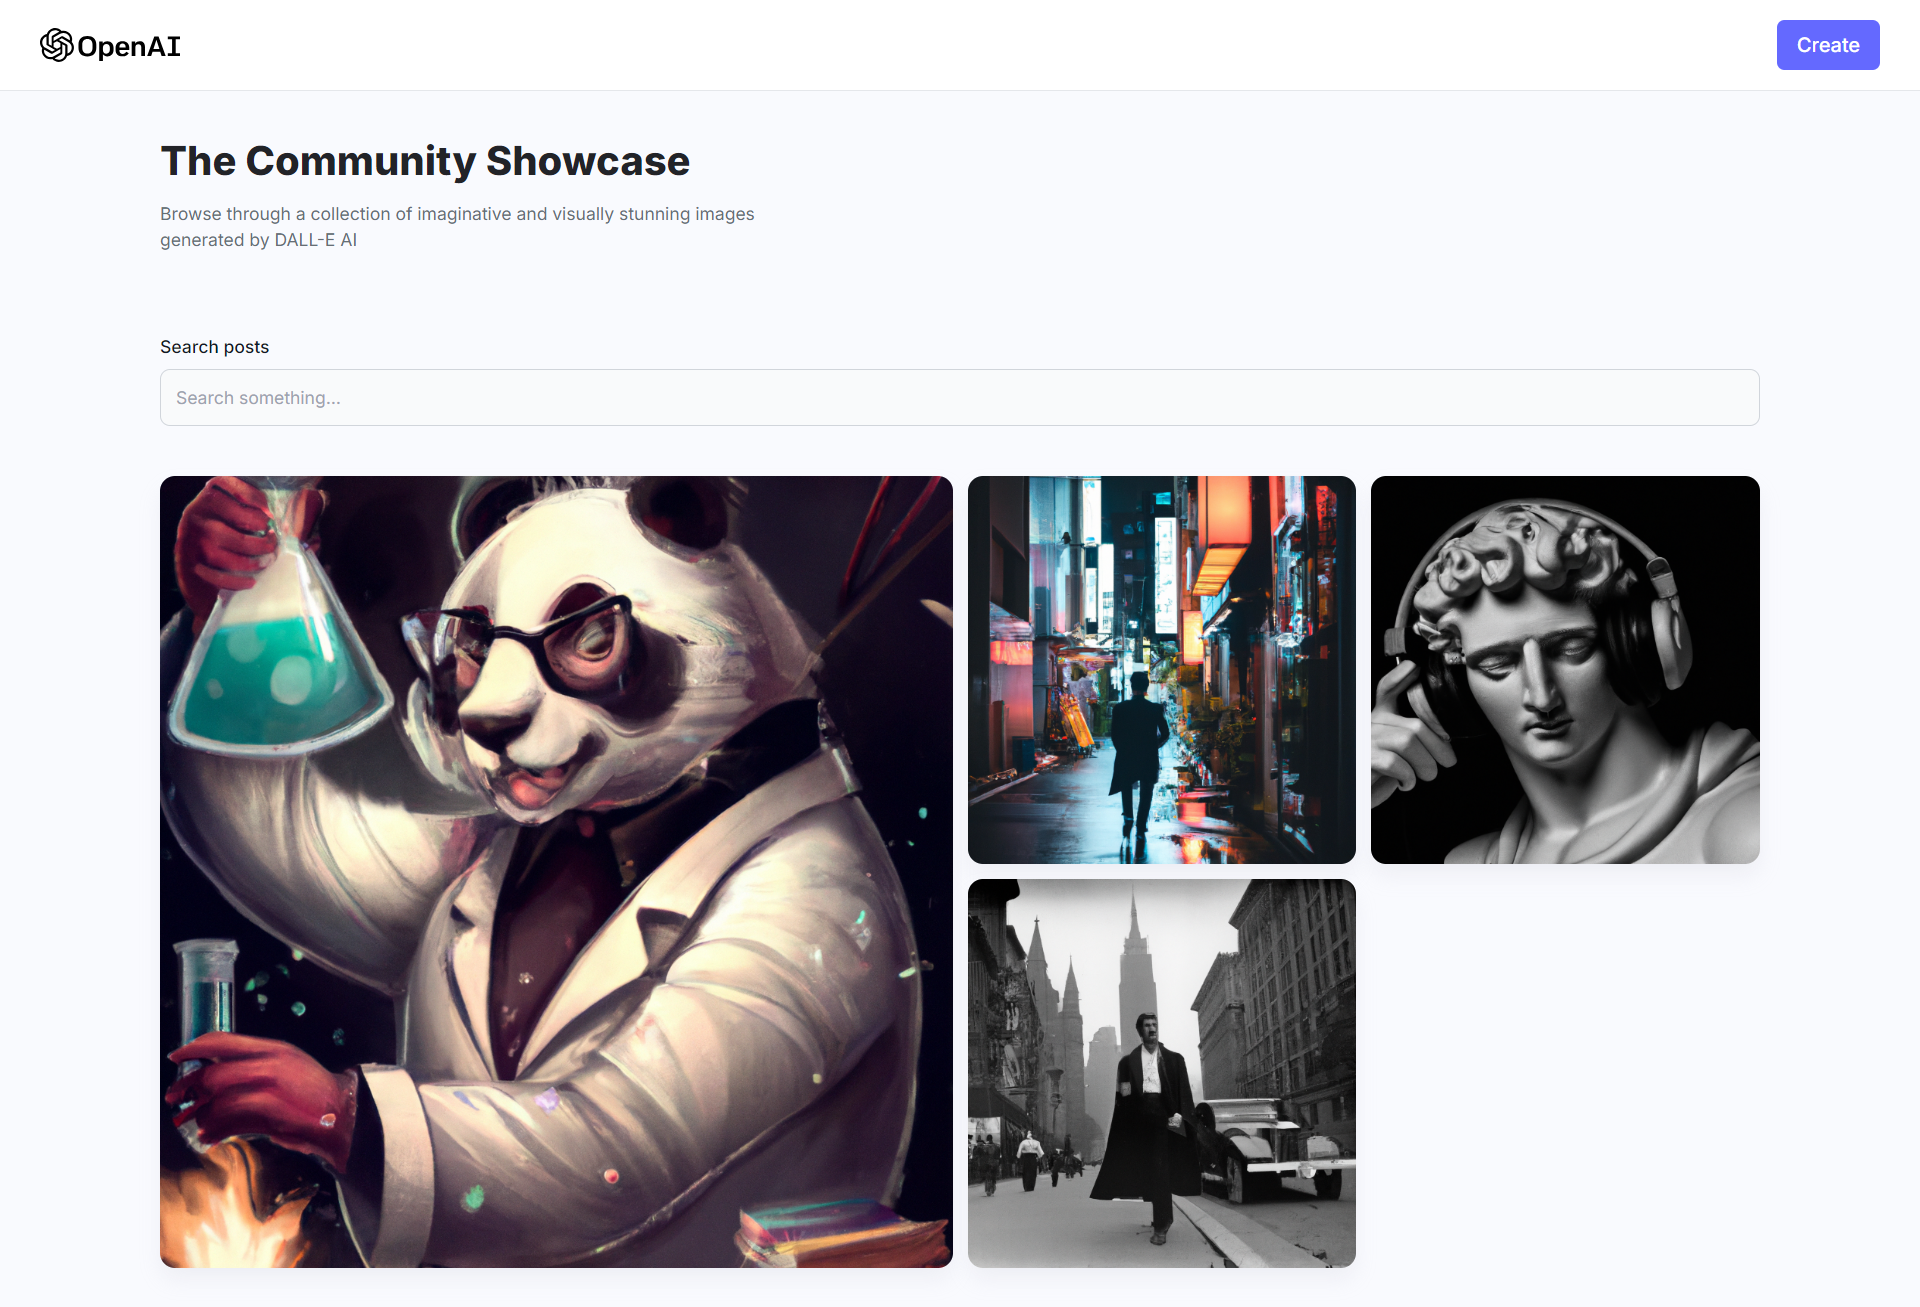 OpenAI
Create
The Community Showcase
Browse through a collection of imaginative and visually stunning images
generated by DALL-E AI
Search posts
Search something...